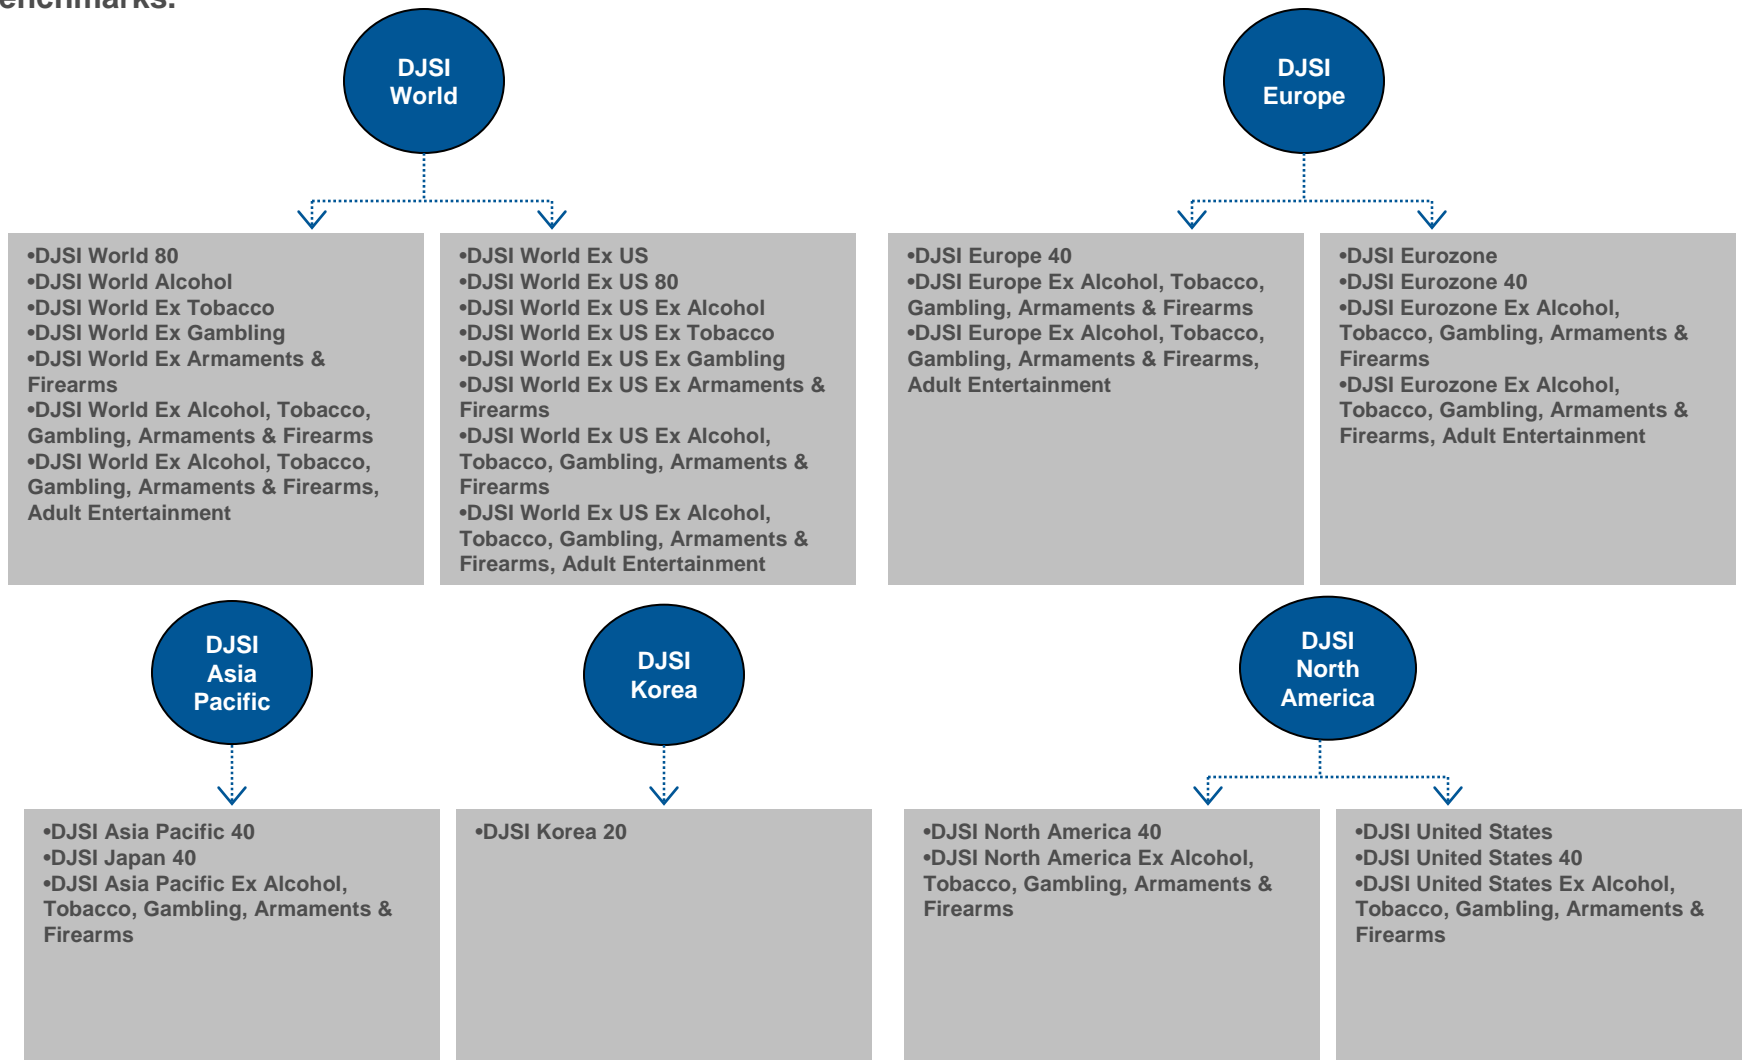 enchmarks.
DJSI
World
DJSI
Europe
•DJSI World 80
•DJSI World Alcohol
•DJSI World Ex Tobacco
•DJSI World Ex Gambling
•DJSI World Ex Armaments &
Firearms
•DJSI World Ex Alcohol, Tobacco,
Gambling, Armaments & Firearms
•DJSI World Ex Alcohol, Tobacco,
Gambling, Armaments & Firearms,
Adult Entertainment
•DJSI World Ex US
•DJSI World Ex US 80
•DJSI World Ex US Ex Alcohol
•DJSI World Ex US Ex Tobacco
•DJSI World Ex US Ex Gambling
•DJSI World Ex US Ex Armaments &
Firearms
•DJSI World Ex US Ex Alcohol,
Tobacco, Gambling, Armaments &
Firearms
•DJSI World Ex US Ex Alcohol,
Tobacco, Gambling, Armaments &
Firearms, Adult Entertainment
•DJSI Europe 40
•DJSI Europe Ex Alcohol, Tobacco,
Gambling, Armaments & Firearms
•DJSI Europe Ex Alcohol, Tobacco,
Gambling, Armaments & Firearms,
Adult Entertainment
•DJSI Eurozone
•DJSI Eurozone 40
•DJSI Eurozone Ex Alcohol,
Tobacco, Gambling, Armaments &
Firearms
•DJSI Eurozone Ex Alcohol,
Tobacco, Gambling, Armaments &
Firearms, Adult Entertainment
DJSI
Asia
Pacific
DJSI
Korea
DJSI
North
America
•DJSI Asia Pacific 40
•DJSI Japan 40
•DJSI Asia Pacific Ex Alcohol,
Tobacco, Gambling, Armaments &
Firearms
•DJSI Korea 20
•DJSI North America 40
•DJSI North America Ex Alcohol,
Tobacco, Gambling, Armaments &
Firearms
•DJSI United States
•DJSI United States 40
•DJSI United States Ex Alcohol,
Tobacco, Gambling, Armaments &
Firearms